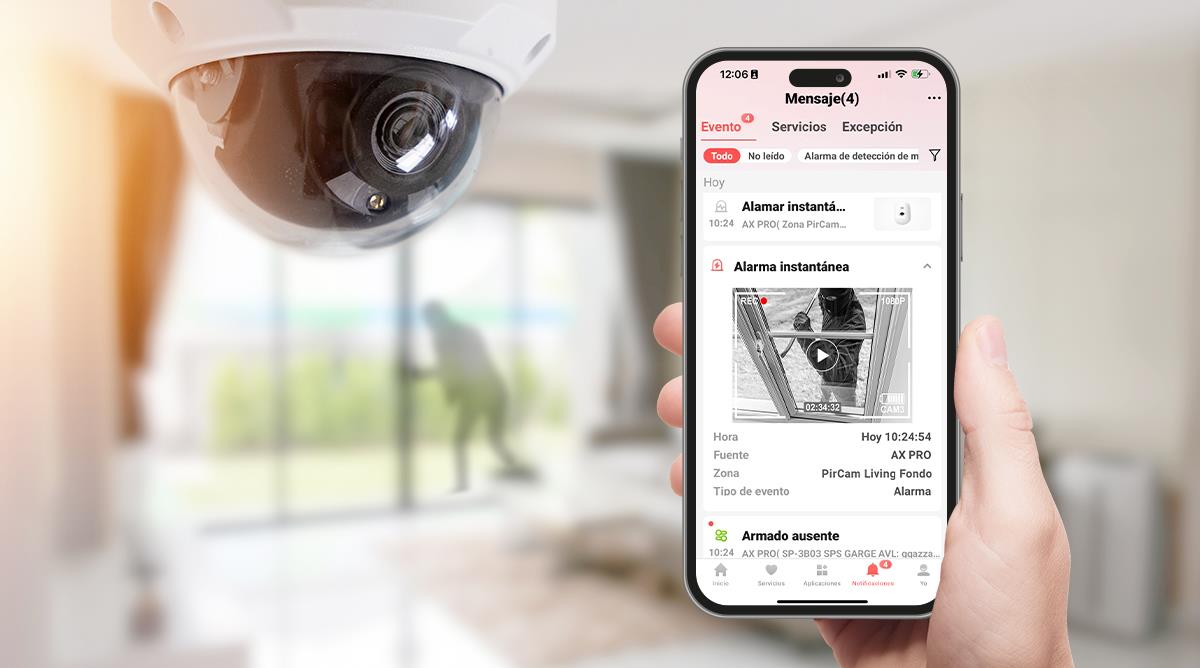 12:06
Mensaje(4)
Evento 4 Servicios Excepción
Todo No leído Alarma de detección de m
Hoy
Alamar instantá...
10:24 AX PRO( Zona PirCam...
Alarma instantánea
REC 1080P
02:34:32
CAM3
Hora Hoy 10:24:54
Fuente AX PRO
Zona PirCam Living Fondo
Tipo de evento Alarma
Armado ausente
10:24 AX PRO( SP-3B03 SPS GARGE AVL: ggazza...
4
Inicio Servicios Aplicaciones Notificaciones Yo